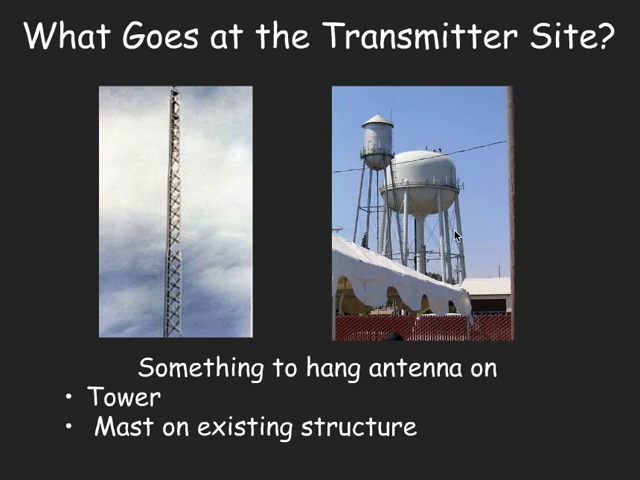 What Goes at the Transmitter Site?
Something to hang antenna on
• Tower
• Mast on existing structure